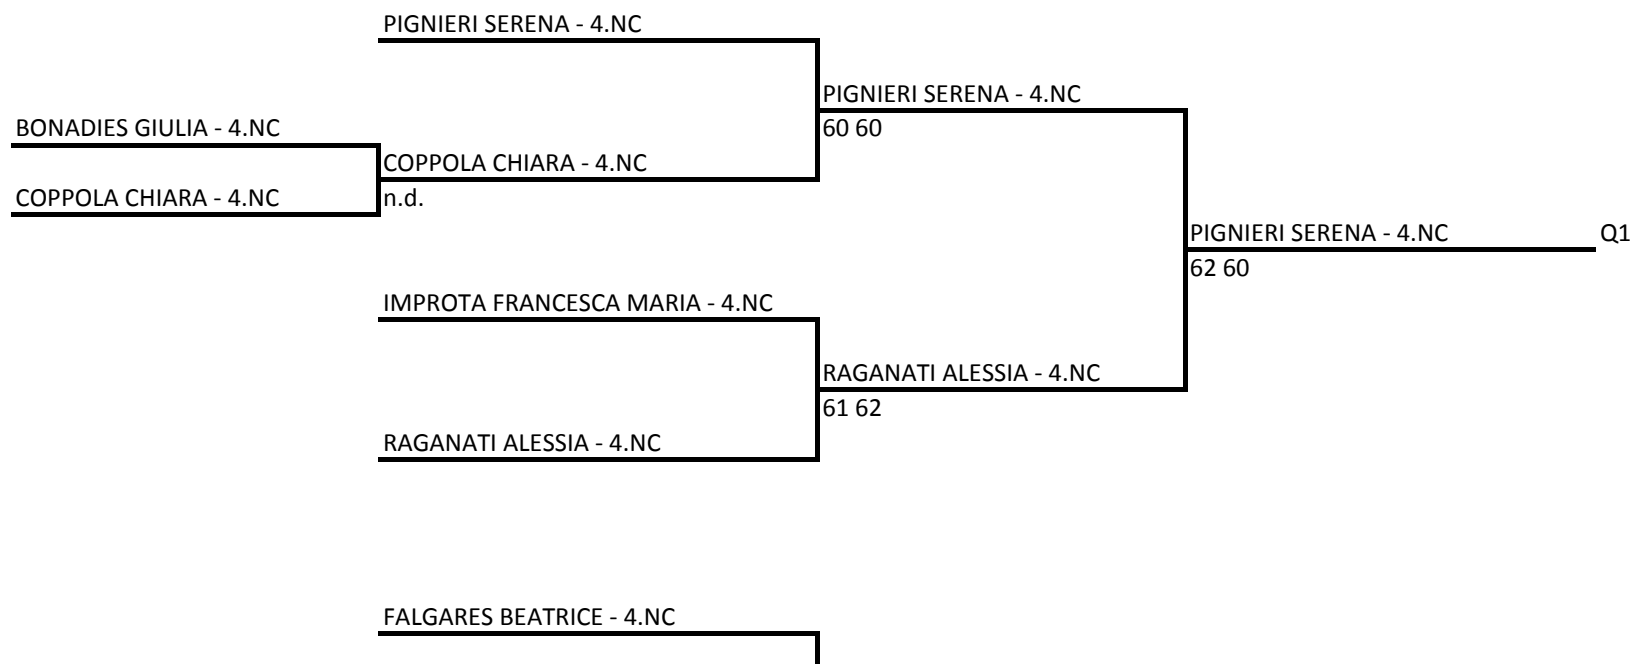 PIGNIERI SERENA - 4.NC
PIGNIERI SERENA - 4.NC
60 60
BONADIES GIULIA - 4.NC
COPPOLA CHIARA - 4.NC
n.d.
COPPOLA CHIARA - 4.NC
PIGNIERI SERENA - 4.NC Q1
62 60
IMPROTA FRANCESCA MARIA - 4.NC
RAGANATI ALESSIA - 4.NC
61 62
RAGANATI ALESSIA - 4.NC
FALGARES BEATRICE - 4.NC